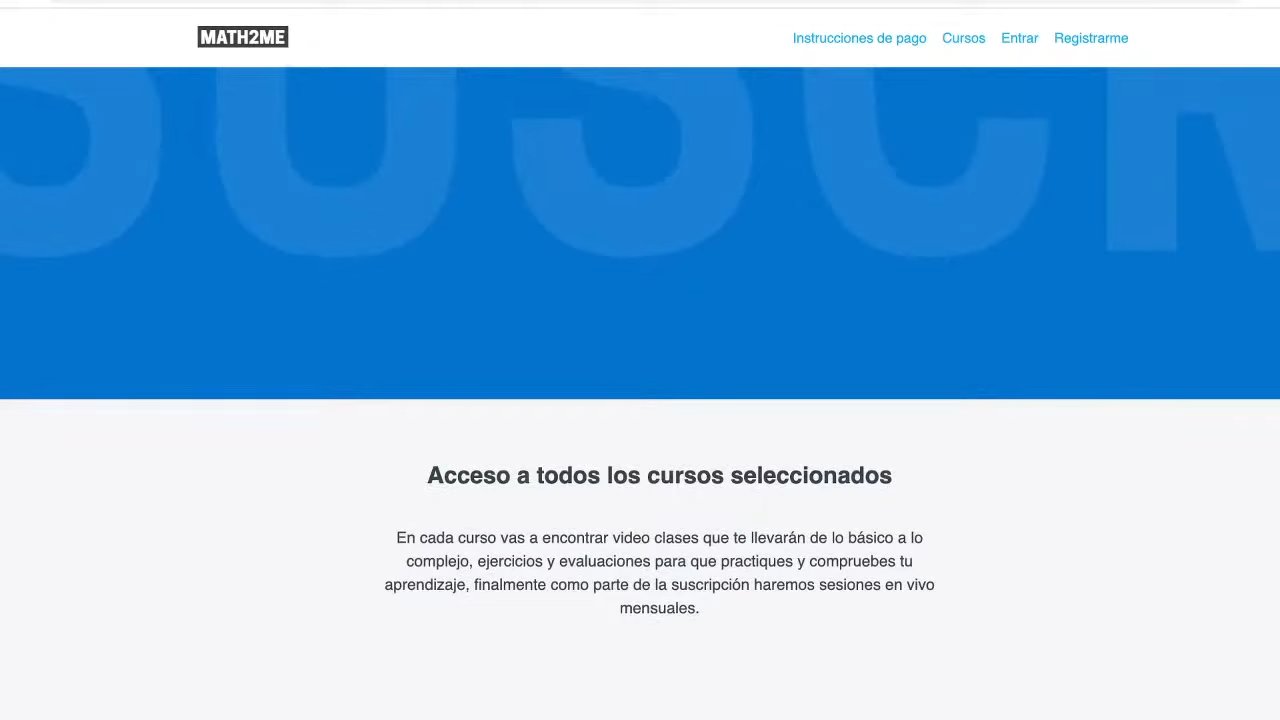 MATH2ME
Instrucciones de pago Cursos Entrar Registrarme
SUSCR
Acceso a todos los cursos seleccionados
En cada curso vas a encontrar video clases que te llevarán de lo básico a lo
complejo, ejercicios y evaluaciones para que practiques y compruebes tu
aprendizaje, finalmente como parte de la suscripción haremos sesiones en vivo
mensuales.